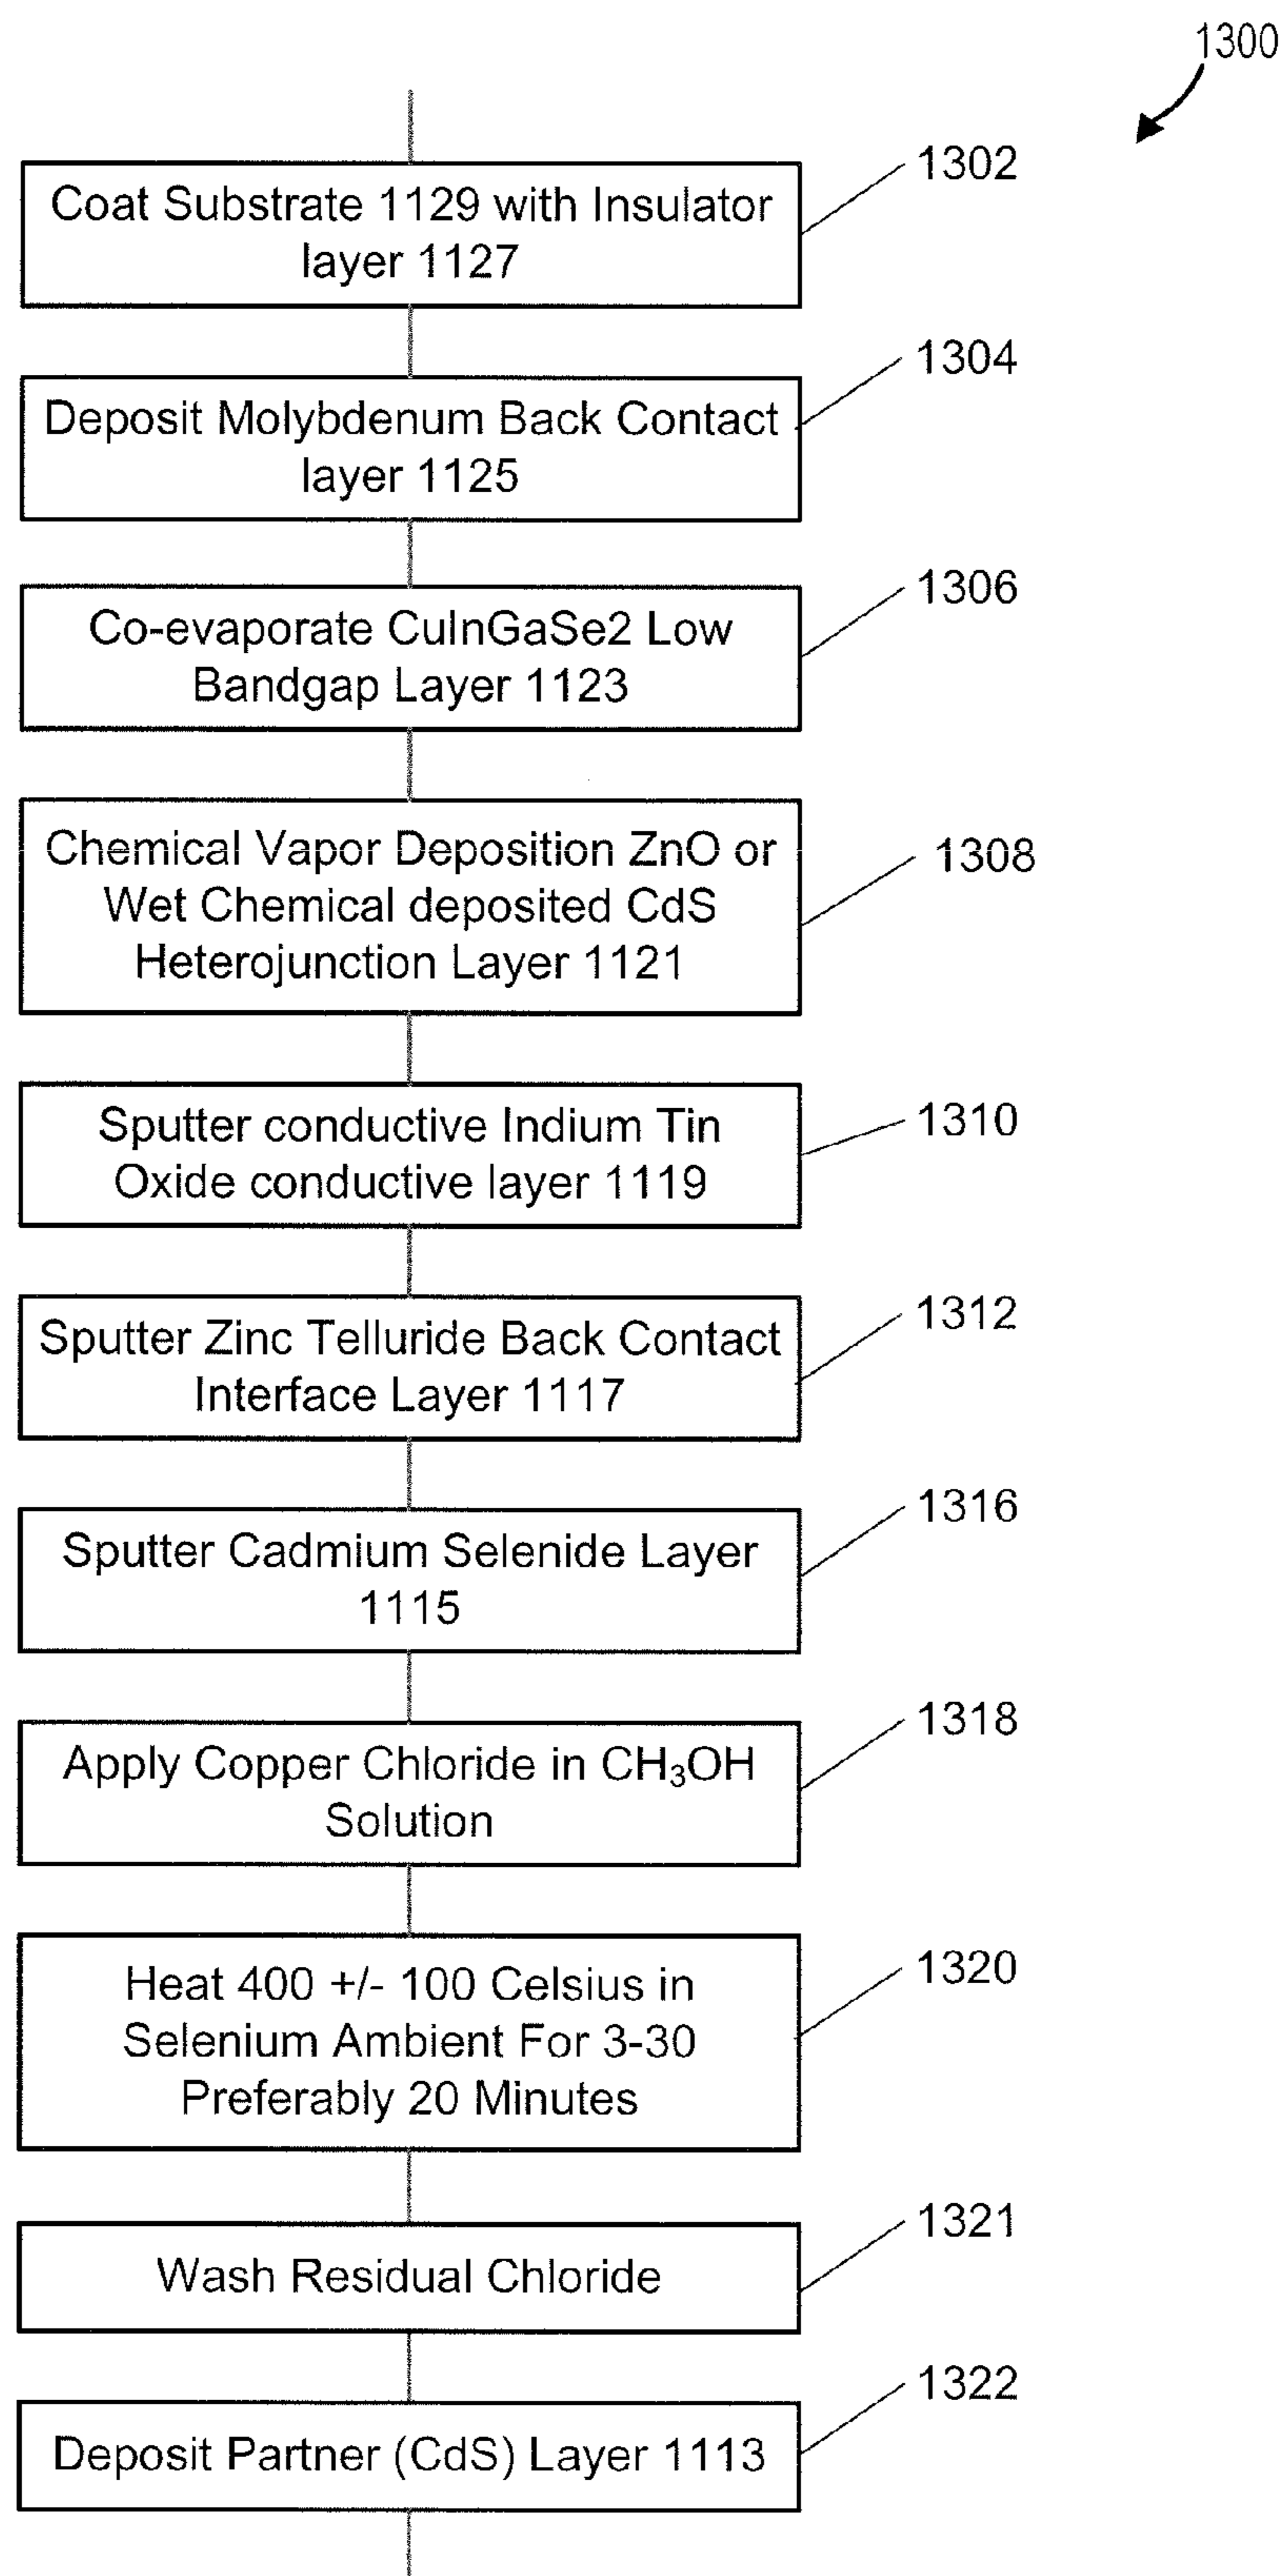 1300
1302
Coat Substrate 1129 with Insulator
layer 1127
1304
Deposit Molybdenum Back Contact
layer 1125
1306
Co-evaporate CuInGaSe2 Low
Bandgap Layer 1123
1308
Chemical Vapor Deposition ZnO or
Wet Chemical deposited CdS
Heterojunction Layer 1121
1310
Sputter conductive Indium Tin
Oxide conductive layer 1119
1312
Sputter Zinc Telluride Back Contact
Interface Layer 1117
1316
Sputter Cadmium Selenide Layer
1115
1318
Apply Copper Chloride in CH₃OH
Solution
1320
Heat 400 +/- 100 Celsius in
Selenium Ambient For 3-30
Preferably 20 Minutes
1321
Wash Residual Chloride
1322
Deposit Partner (CdS) Layer 1113